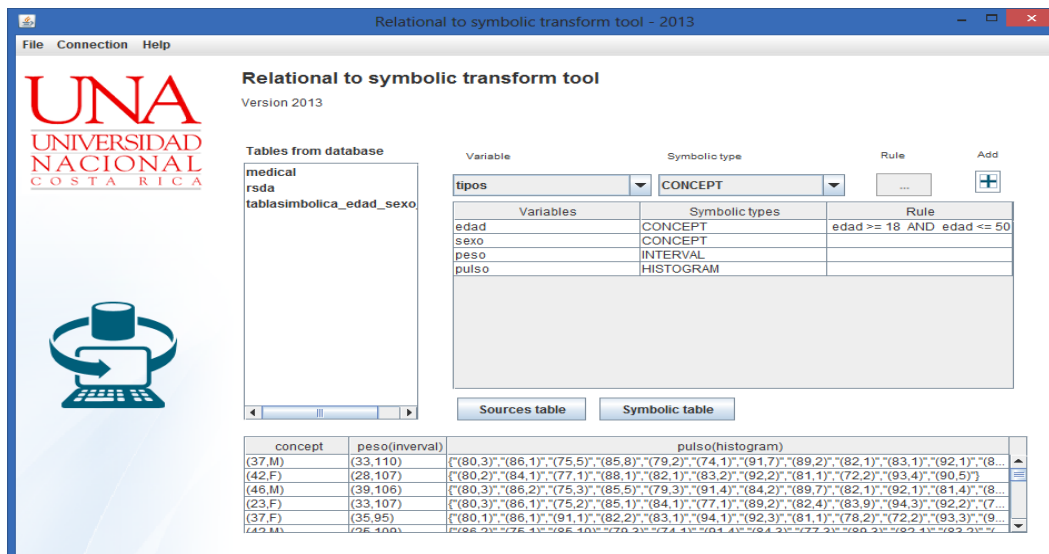 Relational to symbolic transform tool - 2013
File Connection Help
UNA
UNIVERSIDAD
NACIONAL
COSTA RICA
Relational to symbolic transform tool
Version 2013
Tables from database
medical
rsda
tablasimbolica_edad_sexo_
Variable Symbolic type Rule Add
tipos CONCEPT ...
Variables Symbolic types Rule
edad CONCEPT edad >= 18 AND edad <= 50
sexo CONCEPT
peso INTERVAL
pulso HISTOGRAM
Sources table Symbolic table
concept peso(inverval) pulso(histogram)
(37,M) (33,110) {"(80,3)","(86,1)","(75,5)","(85,8)","(79,2)","(74,1)","(91,7)","(89,2)","(82,1)","(83,1)","(92,1)","(8...
(42,F) (28,107) {"(80,2)","(84,1)","(77,1)","(88,1)","(82,1)","(83,2)","(92,2)","(81,1)","(72,2)","(93,4)","(90,5)"}
(46,M) (39,106) {"(80,3)","(86,2)","(75,3)","(85,5)","(79,3)","(91,4)","(84,2)","(89,7)","(82,1)","(92,1)","(81,4)","(8...
(23,F) (33,107) {"(80,3)","(86,1)","(75,2)","(85,1)","(84,1)","(77,1)","(89,2)","(82,4)","(83,9)","(94,3)","(92,2)","(7...
(37,F) (35,95) {"(80,1)","(86,1)","(91,1)","(82,2)","(83,1)","(94,1)","(92,3)","(81,1)","(78,2)","(72,2)","(93,3)","(9...